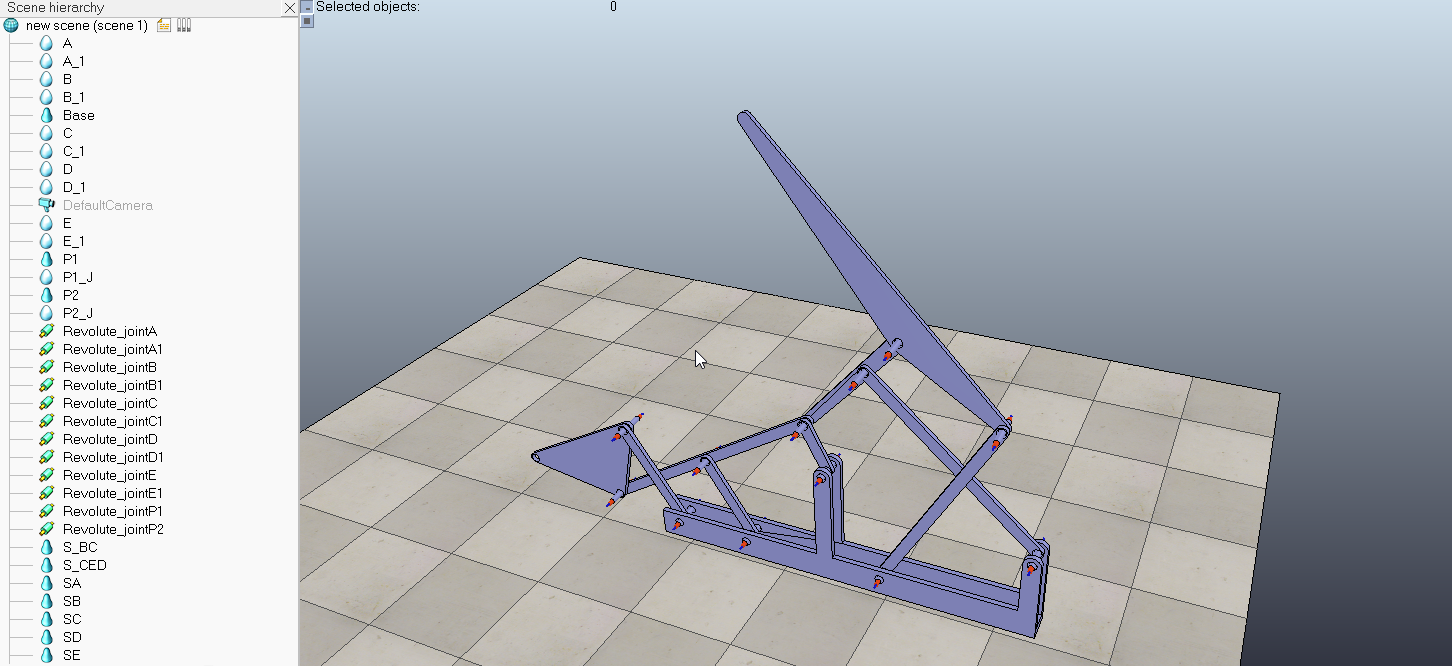 Scene hierarchy
Selected objects: 0
new scene (scene 1)
A
A_1
B
B_1
Base
C
C_1
D
D_1
DefaultCamera
E
E_1
P1
P1_J
P2
P2_J
Revolute_jointA
Revolute_jointA1
Revolute_jointB
Revolute_jointB1
Revolute_jointC
Revolute_jointC1
Revolute_jointD
Revolute_jointD1
Revolute_jointE
Revolute_jointE1
Revolute_jointP1
Revolute_jointP2
S_BC
S_CED
SA
SB
SC
SD
SE